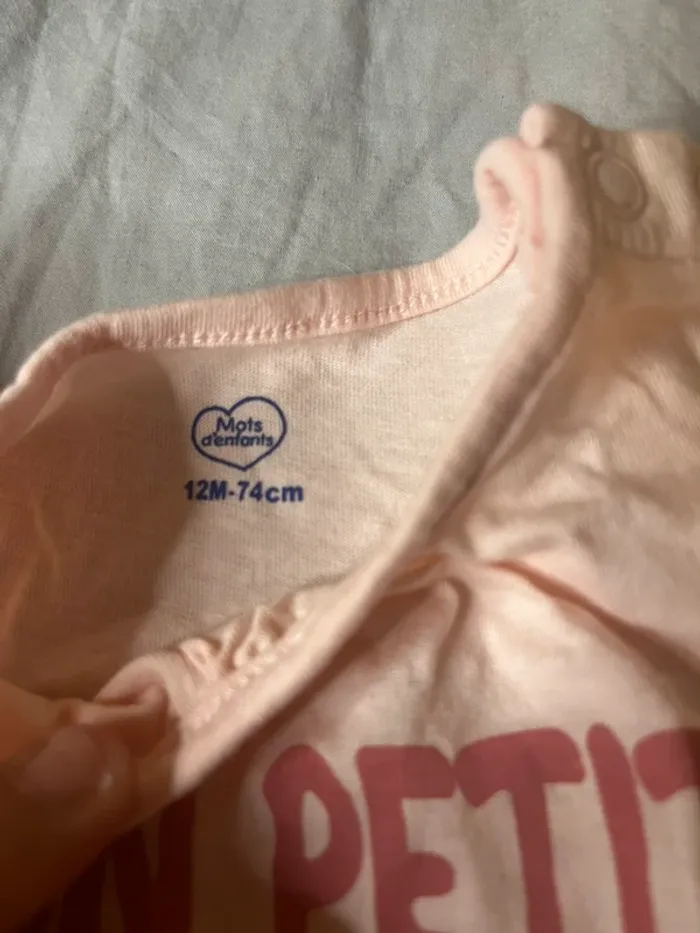 Mots
d'enfants
12M-74cm
N PETIT